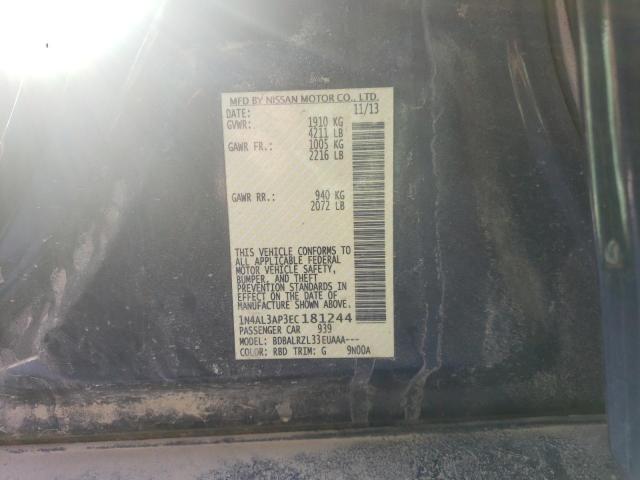 MFD BY NISSAN MOTOR CO., LTD.
DATE: 11/13
GVWR: 1910 KG
4211 LB
GAWR FR.: 1005 KG
2216 LB
GAWR RR.: 940 KG
2072 LB
THIS VEHICLE CONFORMS TO
ALL APPLICABLE FEDERAL
MOTOR VEHICLE SAFETY,
BUMPER, AND THEFT
PREVENTION STANDARDS IN
EFFECT ON THE DATE OF
MANUFACTURE SHOWN ABOVE.
1N4AL3AP3EC181244
PASSENGER CAR 939
MODEL: BDBALRZL33EUAAA---
COLOR: RBD TRIM: G 9N00A